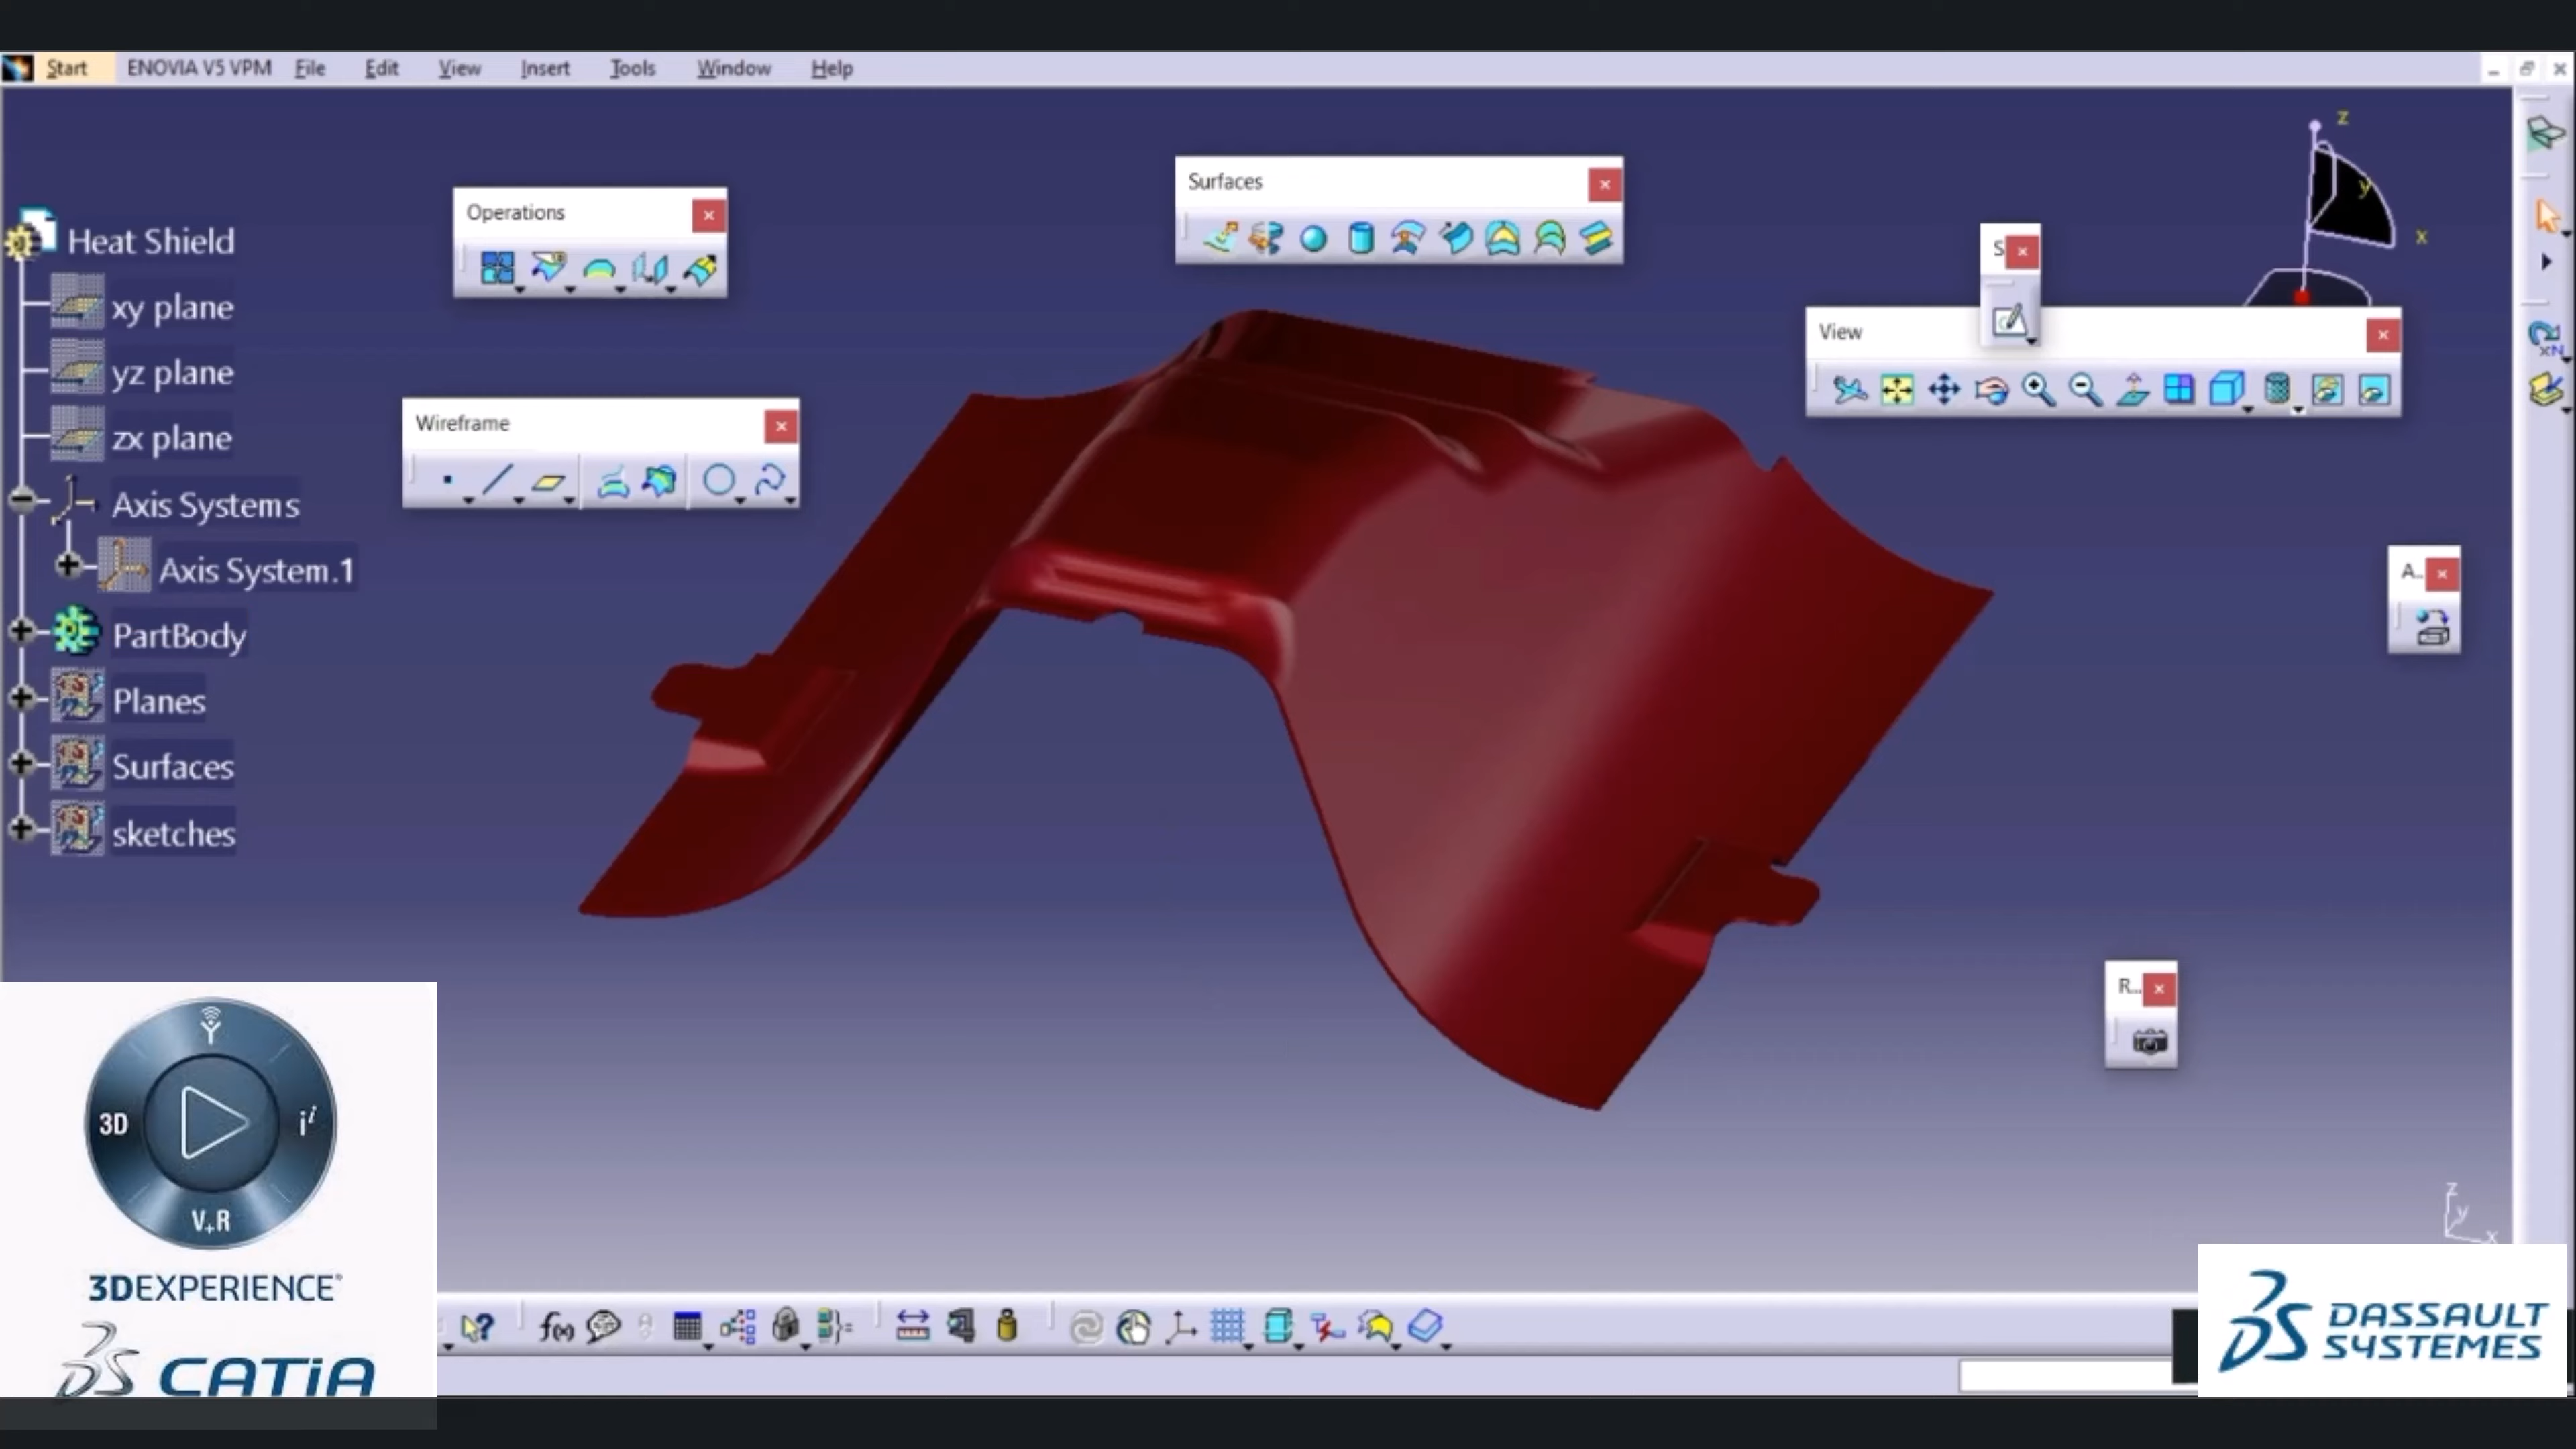 Start ENOVIA V5 VPM File Edit View Insert Tools Window Help
Surfaces
Operations
z
y
x
S
Heat Shield
xy plane
View
yz plane
Wireframe
zx plane
Axis Systems
Axis System.1
A..
PartBody
Planes
Surfaces
sketches
R...
3D
i i
V+R
3DEXPERIENCE®
CATIA
f(x)
xN
z
y
x
DASSAULT
SYSTEMES